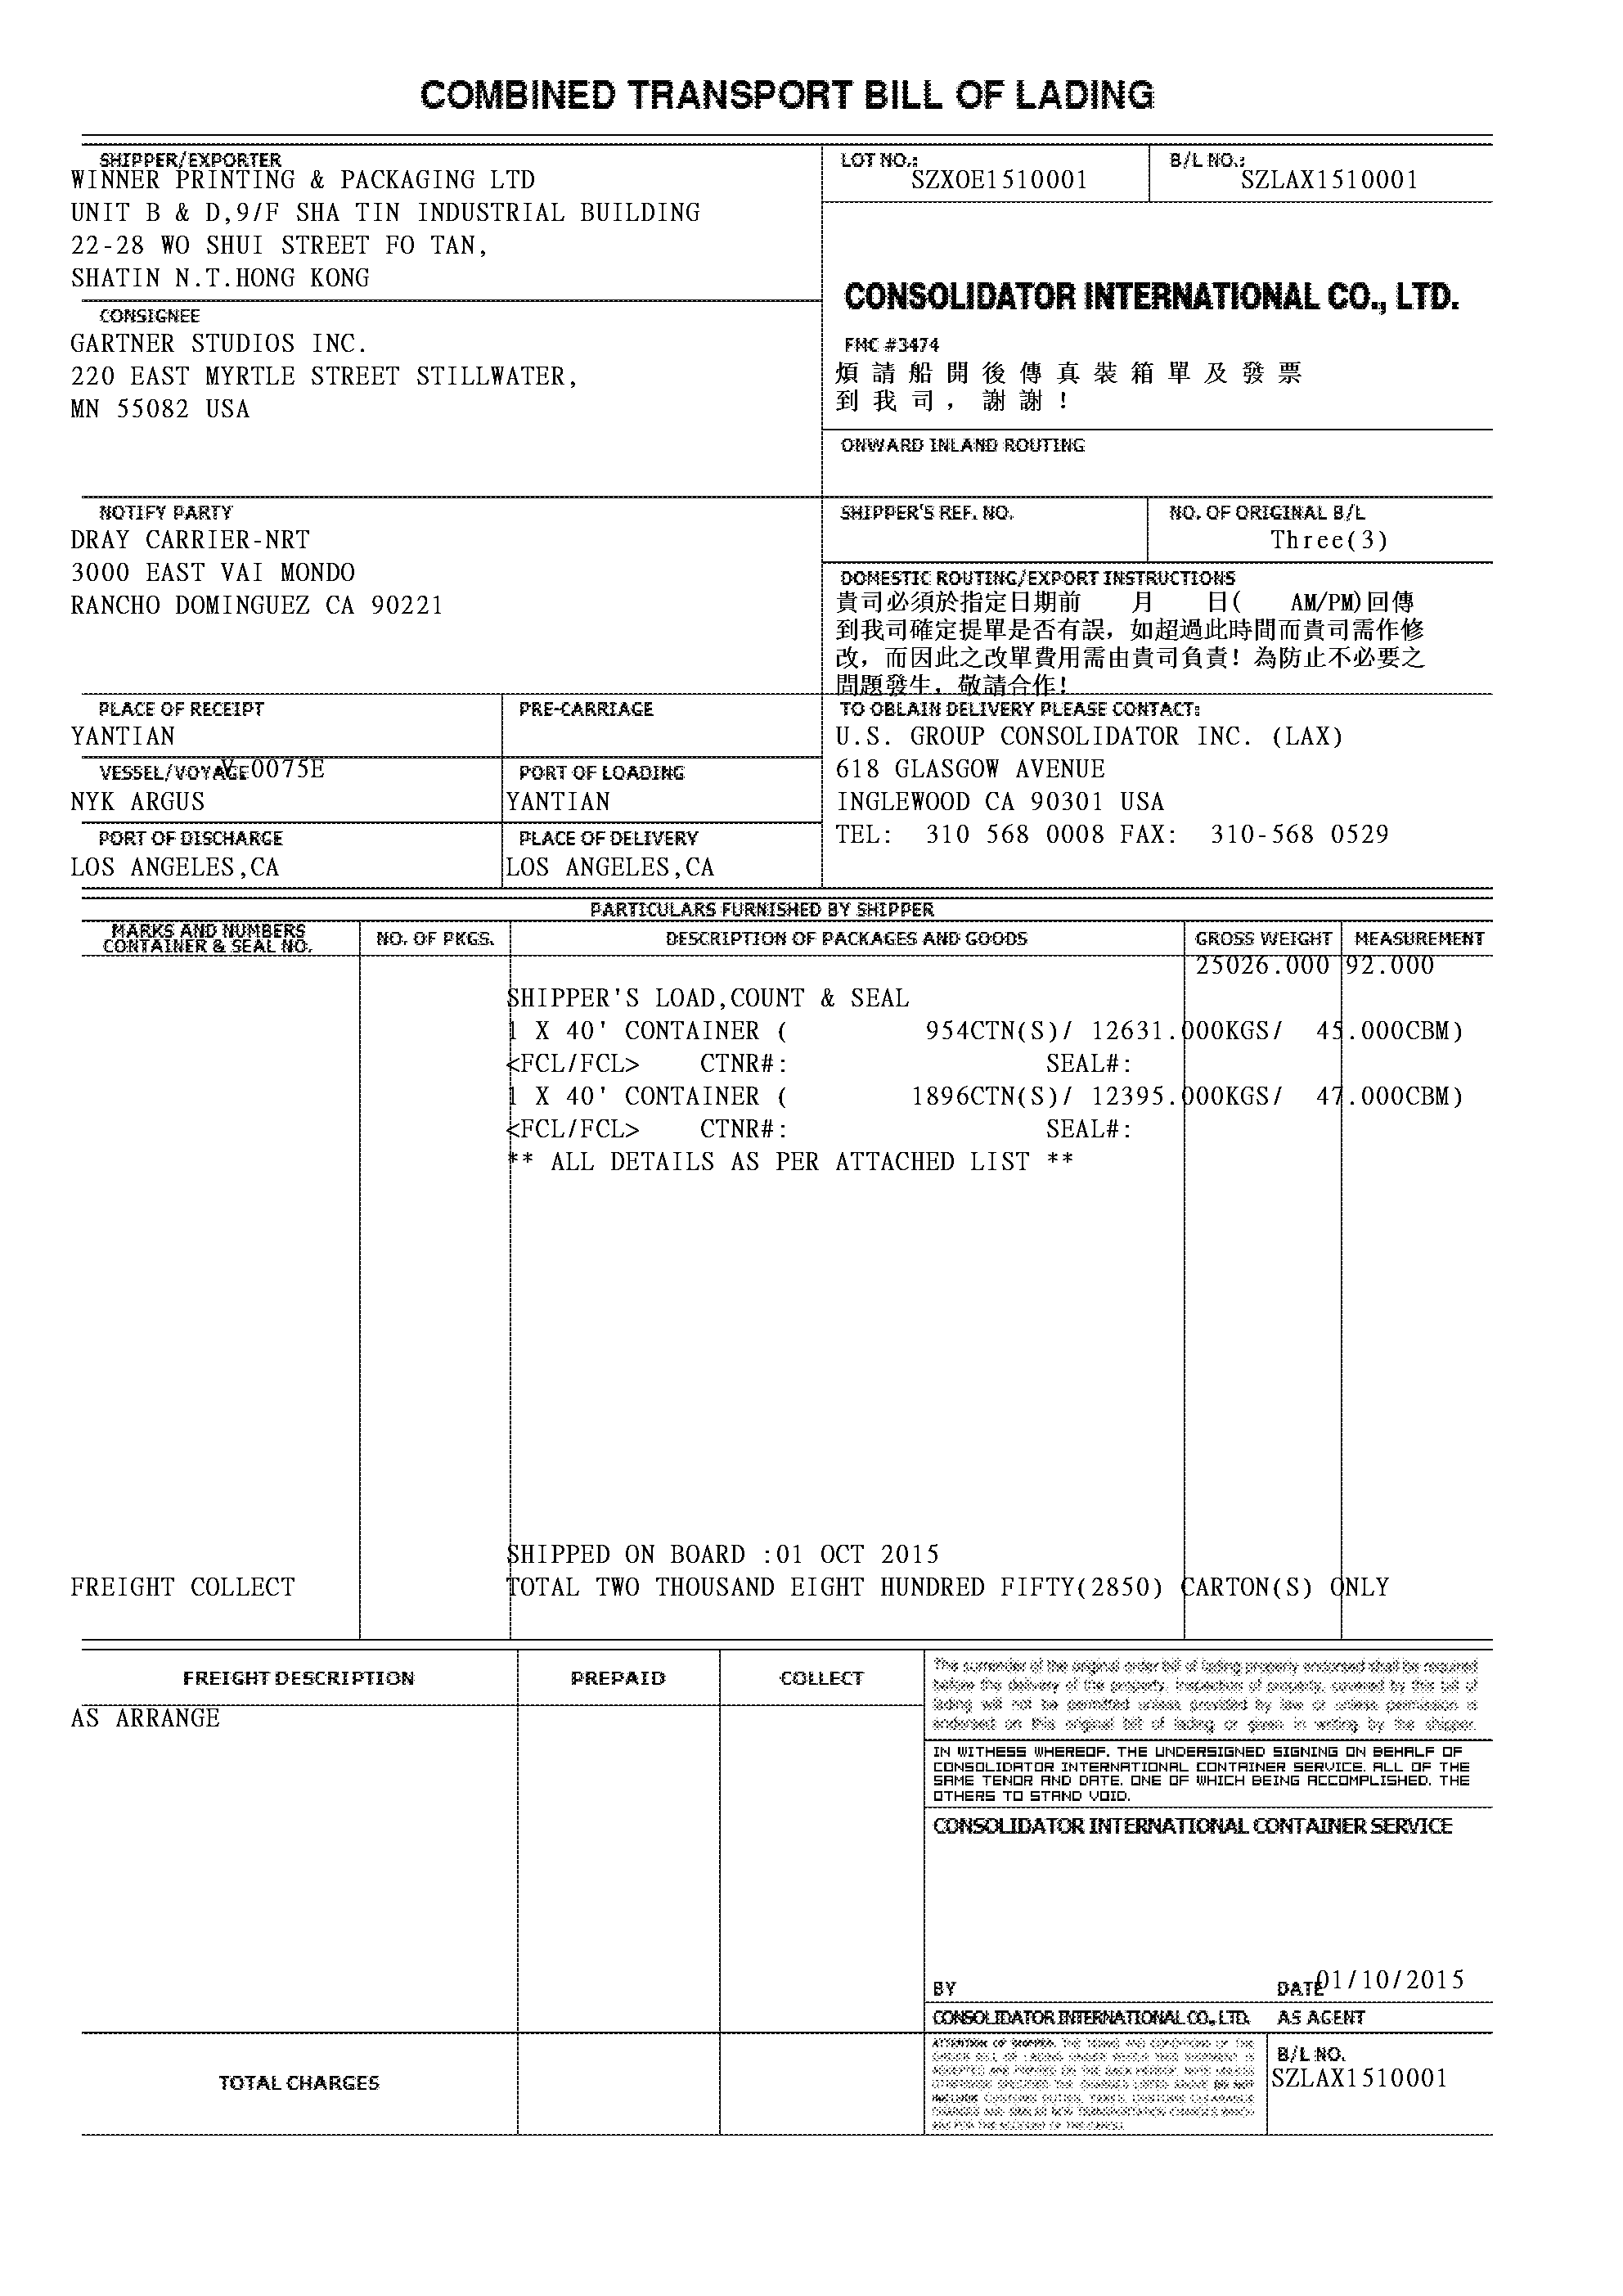 COMBINED TRANSPORT BILL OF LADING
SHIPPER/EXPORTER
WINNER PRINTING & PACKAGING LTD
UNIT B & D,9/F SHA TIN INDUSTRIAL BUILDING
22-28 WO SHUI STREET FO TAN,
SHATIN N.T.HONG KONG
LOT NO.:
SZXOE1510001
B/L NO.:
SZLAX1510001
CONSOLIDATOR INTERNATIONAL CO., LTD.
FMC #3474
煩請船開後傳真裝箱單及發票
到我司，謝謝！
CONSIGNEE
GARTNER STUDIOS INC.
220 EAST MYRTLE STREET STILLWATER,
MN 55082 USA
ONWARD INLAND ROUTING
NOTIFY PARTY
DRAY CARRIER-NRT
3000 EAST VAI MONDO
RANCHO DOMINGUEZ CA 90221
SHIPPER'S REF. NO.
NO. OF ORIGINAL B/L
Three(3)
DOMESTIC ROUTING/EXPORT INSTRUCTIONS
貴司必須於指定日期前 月 日( AM/PM)回傳
到我司確定提單是否有誤，如超過此時間而貴司需作修
改，而因此之改單費用需由貴司負責！為防止不必要之
問題發生，敬請合作！
PLACE OF RECEIPT
YANTIAN
PRE-CARRIAGE
VESSEL/VOYAGE V.0075E
NYK ARGUS
PORT OF LOADING
YANTIAN
PORT OF DISCHARGE
LOS ANGELES,CA
PLACE OF DELIVERY
LOS ANGELES,CA
TO OBLAIN DELIVERY PLEASE CONTACT:
U.S. GROUP CONSOLIDATOR INC. (LAX)
618 GLASGOW AVENUE
INGLEWOOD CA 90301 USA
TEL: 310 568 0008 FAX: 310-568 0529
PARTICULARS FURNISHED BY SHIPPER
MARKS AND NUMBERS
CONTAINER & SEAL NO.
NO. OF PKGS.
DESCRIPTION OF PACKAGES AND GOODS
GROSS WEIGHT
MEASUREMENT
25026.000 92.000
SHIPPER'S LOAD,COUNT & SEAL
1 X 40' CONTAINER ( 954CTN(S)/ 12631.000KGS/ 45.000CBM)
<FCL/FCL> CTNR#: SEAL#:
1 X 40' CONTAINER ( 1896CTN(S)/ 12395.000KGS/ 47.000CBM)
<FCL/FCL> CTNR#: SEAL#:
** ALL DETAILS AS PER ATTACHED LIST **
SHIPPED ON BOARD :01 OCT 2015
FREIGHT COLLECT TOTAL TWO THOUSAND EIGHT HUNDRED FIFTY(2850) CARTON(S) ONLY
FREIGHT DESCRIPTION
PREPAID
COLLECT
AS ARRANGE
The surrender of the original order bill of lading properly endorsed shall be required
before the delivery of the property. Inspection of property covered by this bill of
lading will not be permitted unless provided by law or unless permission is
endorsed on this original bill of lading or given in writing by the shipper.
IN WITHESS WHEREOF, THE UNDERSIGNED SIGNING ON BEHALF OF
CONSOLIDATOR INTERNATIONAL CONTAINER SERVICE. ALL OF THE
SAME TENOR AND DATE. ONE OF WHICH BEING ACCOMPLISHED. THE
OTHERS TO STAND VOID.
CONSOLIDATOR INTERNATIONAL CONTAINER SERVICE
BY
DATE 01/10/2015
CONSOLIDATOR INTERNATIONAL CO., LTD. AS AGENT
TOTAL CHARGES
B/L NO.
SZLAX1510001